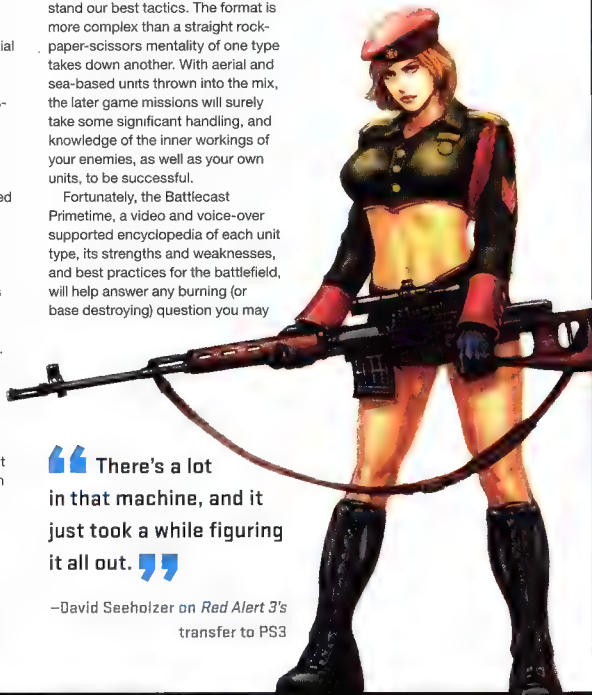 stand our best tactics. The format is
more complex than a straight rock-
paper-scissors mentality of one type
takes down another. With aerial and
sea-based units thrown into the mix,
the later game missions will surely
take some significant handling, and
knowledge of the inner workings of
your enemies, as well as your own
units, to be successful.
Fortunately, the Battlecast
Primetime, a video and voice-over
supported encyclopedia of each unit
type, its strengths and weaknesses,
and best practices for the battlefield,
will help answer any burning (or
base destroying) question you may
“ There's a lot
in that machine, and it
just took a while figuring
it all out. ”
—David Seeholzer on Red Alert 3's
transfer to PS3